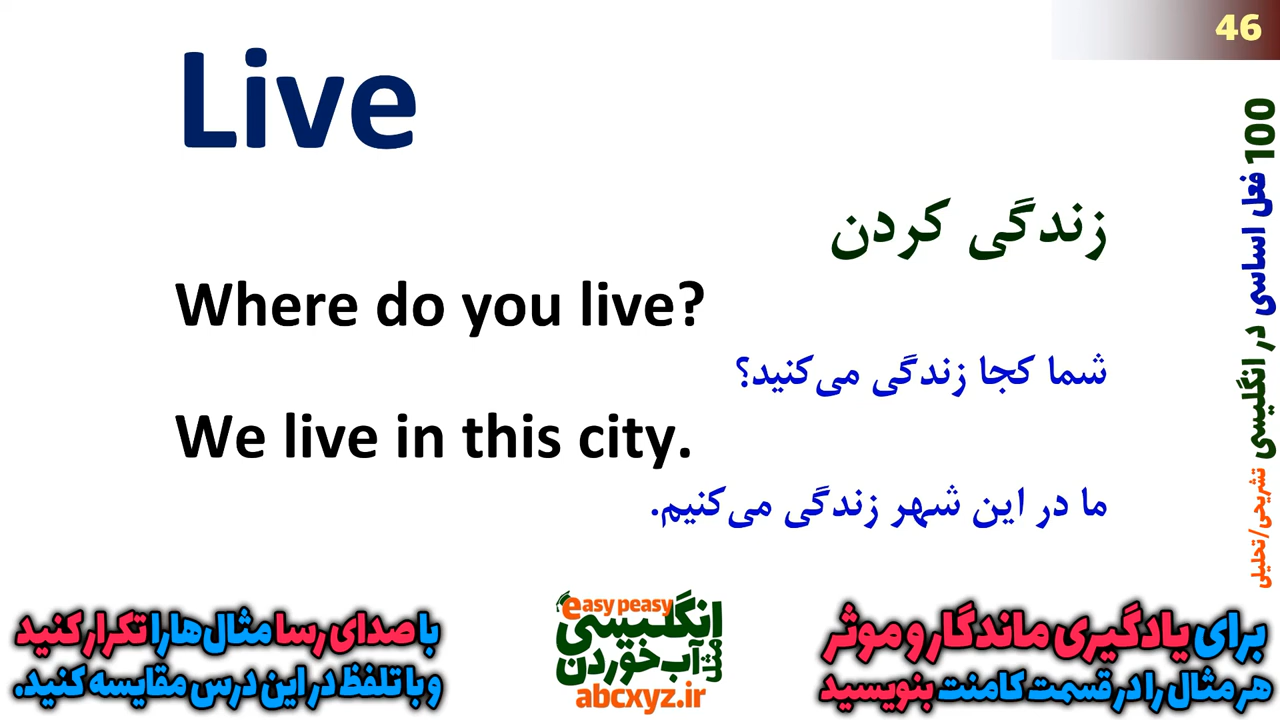 46
Live
زندگی کردن
Where do you live?
شما کجا زندگی می‌کنید؟
We live in this city.
ما در این شهر زندگی می‌کنیم.
100 فعل اساسی در انگلیسی تشریحی/تحلیلی
برای یادگیری ماندگار و موثر
هر مثال را در قسمت کامنت بنویسید
easy peasy
انگلیسی
مثل آب خوردن
abcxyz.ir
با صدای رسا مثال‌ها را تکرار کنید
و با تلفظ در این درس مقایسه کنید.